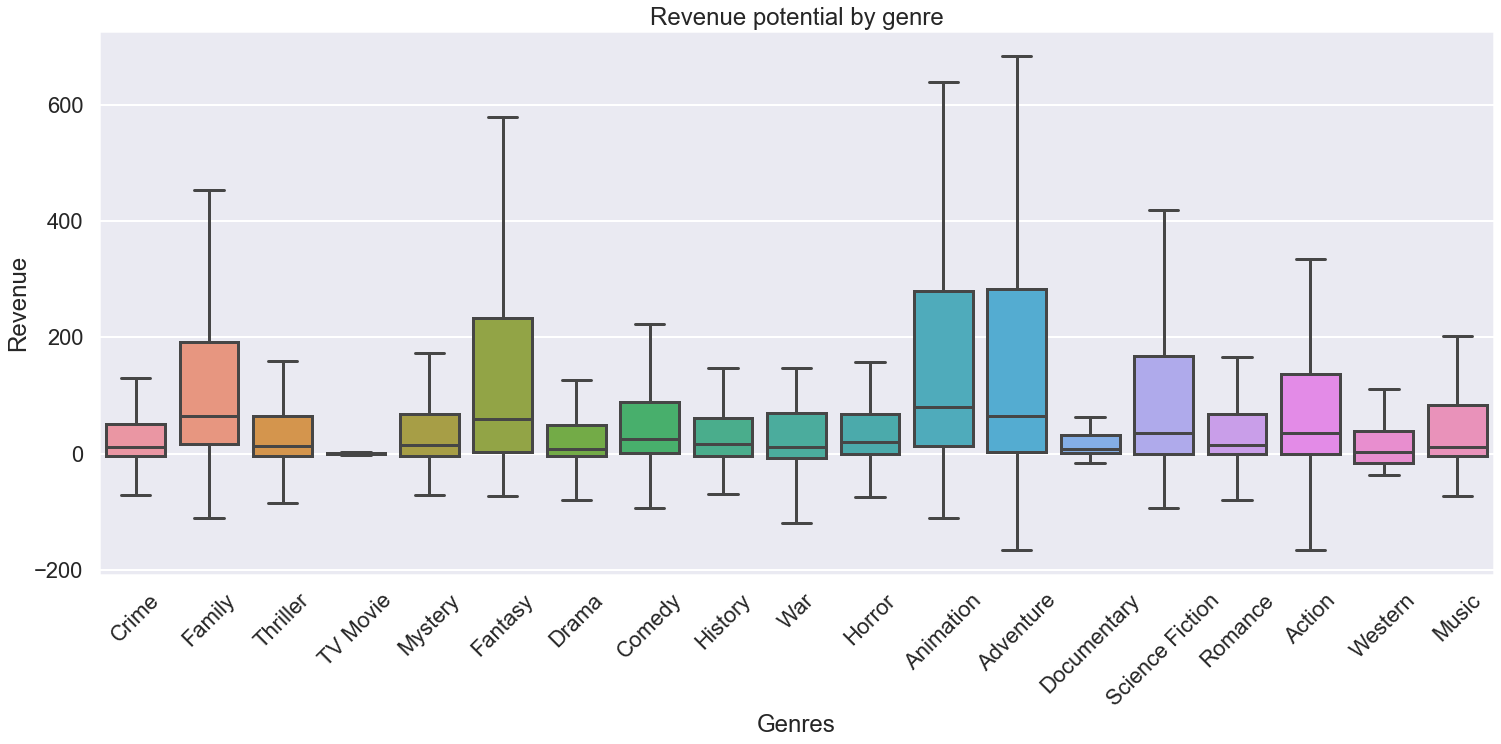 Revenue potential by genre
Revenue
600
400
200
0
−200
Crime
Family
Thriller
TV Movie
Mystery
Fantasy
Drama
Comedy
History
War
Horror
Animation
Adventure
Documentary
Science Fiction
Romance
Action
Western
Music
Genres